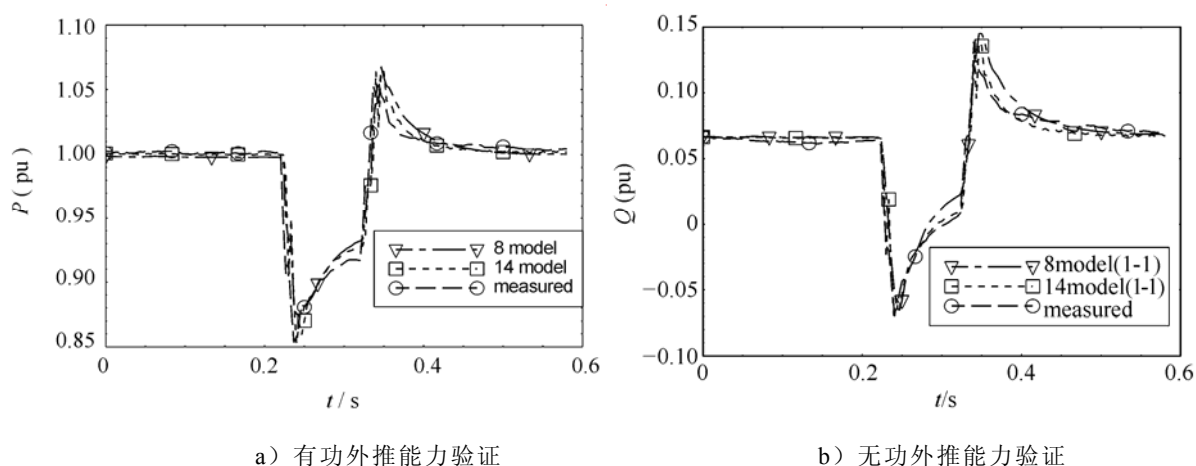 1.10
1.05
1.00
0.95
0.90
0.85
P ( pu)
8 model
14 model
measured
0
0.2
0.4
0.6
t / s
a）有功外推能力验证
0.15
0.10
0.05
0
−0.05
−0.10
Q (pu)
8model(1-1)
14model(1-1)
measured
0
0.2
0.4
0.6
t/s
b）无功外推能力验证